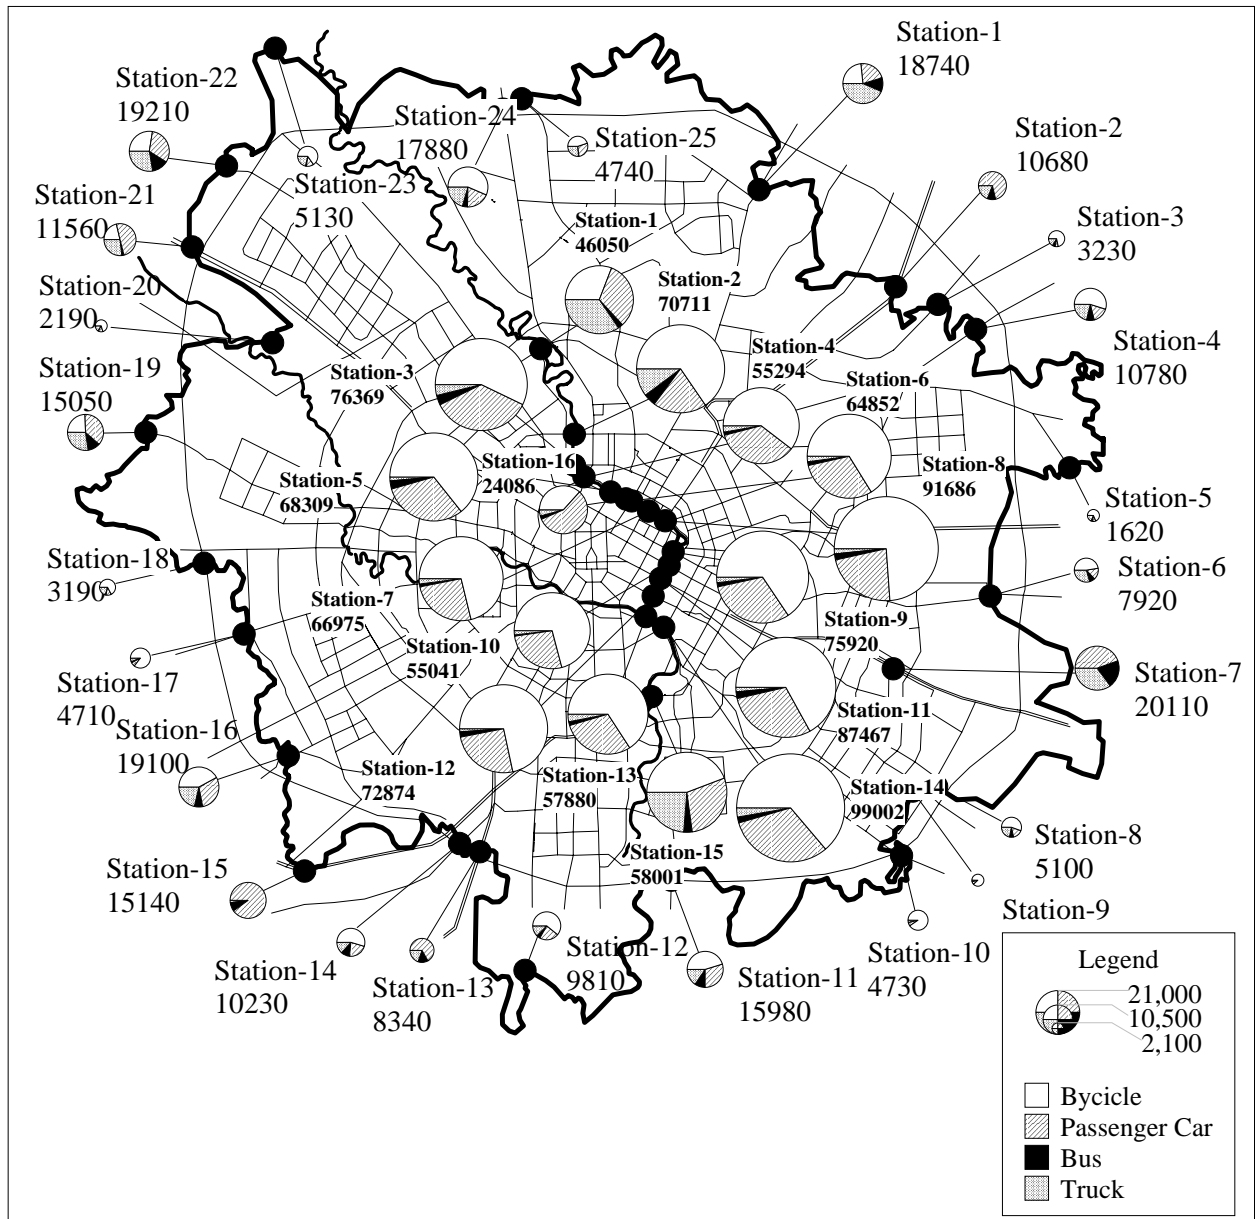 Station-1
18740
Station-22
19210
Station-24
17880
Station-25
4740
Station-2
10680
Station-23
5130
Station-21
11560
Station-3
3230
Station-1
46050
Station-2
70711
Station-20
2190
Station-4
10780
Station-4
55294
Station-3
76369
Station-6
64852
Station-19
15050
Station-16
24086
Station-8
91686
Station-5
68309
Station-5
1620
Station-18
3190
Station-6
7920
Station-7
66975
Station-9
75920
Station-10
55041
Station-7
20110
Station-17
4710
Station-11
87467
Station-16
19100
Station-12
72874
Station-13
57880
Station-14
99002
Station-8
5100
Station-15
58001
Station-15
15140
Station-9
Station-10
4730
Station-12
9810
Station-11
15980
Station-14
10230
Station-13
8340
Legend
21,000
10,500
2,100
Bycicle
Passenger Car
Bus
Truck